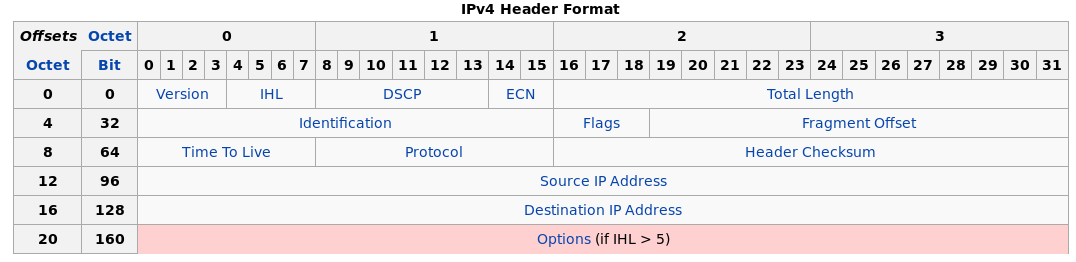 IPv4 Header Format
Offsets Octet 0 1 2 3
Octet Bit 0 1 2 3 4 5 6 7 8 9 10 11 12 13 14 15 16 17 18 19 20 21 22 23 24 25 26 27 28 29 30 31
0 0 Version IHL DSCP ECN Total Length
4 32 Identification Flags Fragment Offset
8 64 Time To Live Protocol Header Checksum
12 96 Source IP Address
16 128 Destination IP Address
20 160 Options (if IHL > 5)